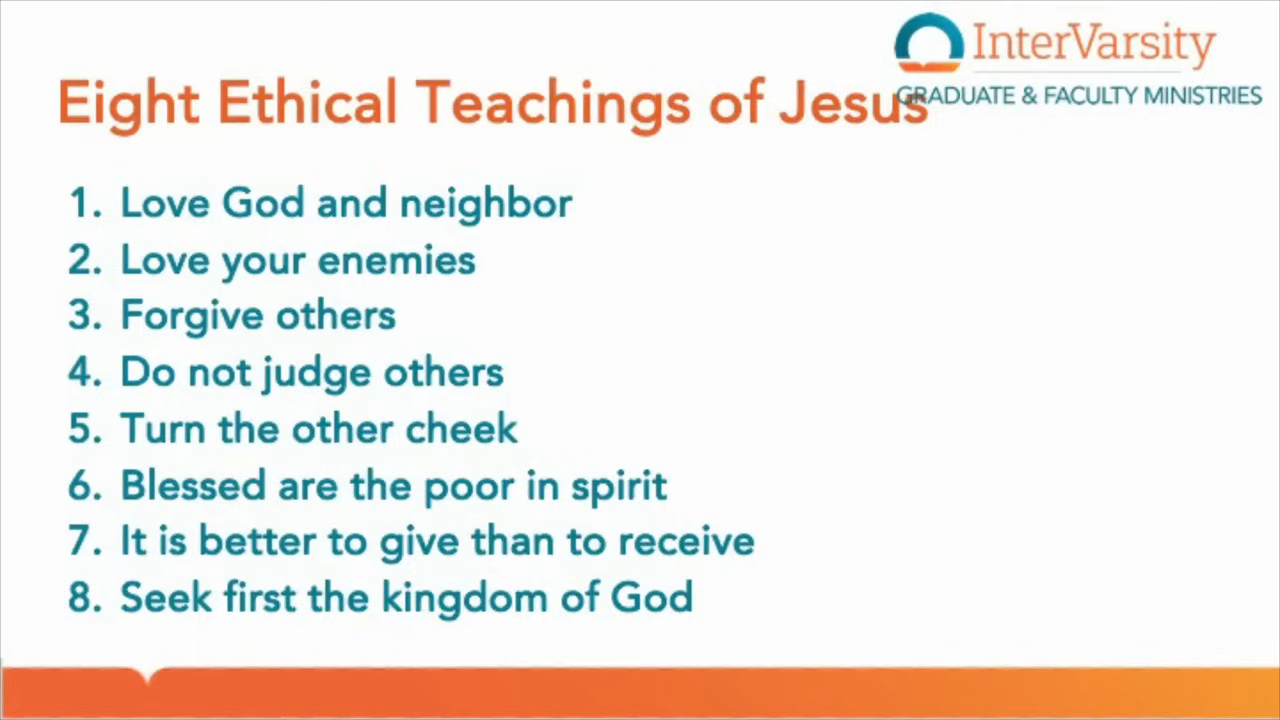 InterVarsity
GRADUATE & FACULTY MINISTRIES
Eight Ethical Teachings of Jesus
1. Love God and neighbor
2. Love your enemies
3. Forgive others
4. Do not judge others
5. Turn the other cheek
6. Blessed are the poor in spirit
7. It is better to give than to receive
8. Seek first the kingdom of God